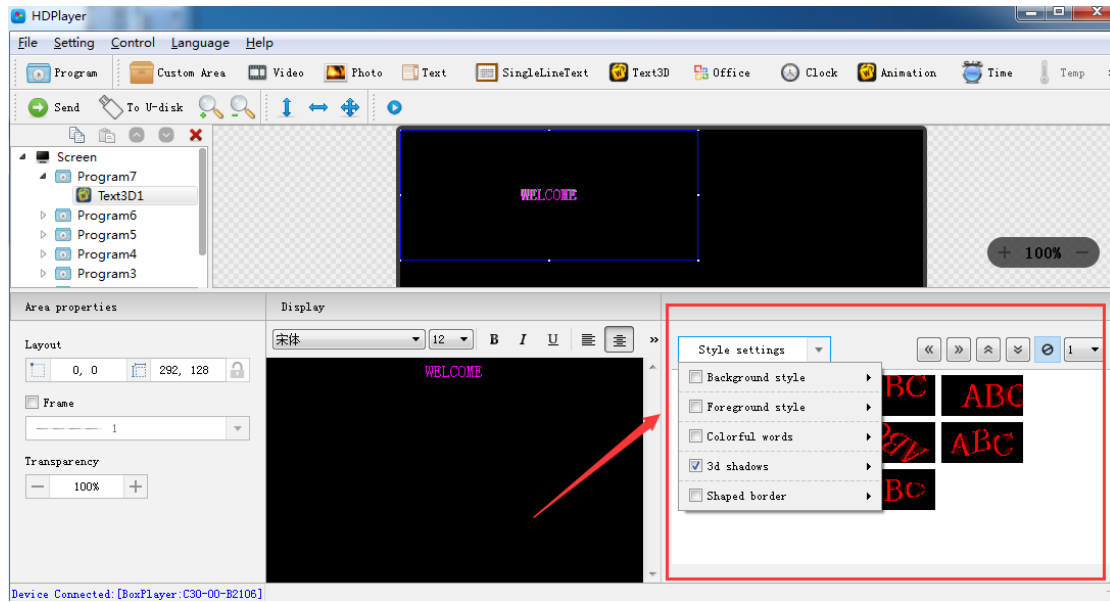 HDPlayer
File Setting Control Language Help
Program Custom Area Video Photo Text SingleLineText Text3D Office Clock Animation Time Temp
Send To U-disk
Screen
Program7
Text3D1
Program6
Program5
Program4
Program3
WELCOME
+ 100% −
Area properties
Display
Layout
0, 0 292, 128
Frame
1
Transparency
— 100% +
宋体 12 B I U »
WELCOME
Style settings 1
Background style
Foreground style
Colorful words
3d shadows
Shaped border
BC ABC
ABC ABC
BC
Device Connected:[BoxPlayer:C30-00-B2106]